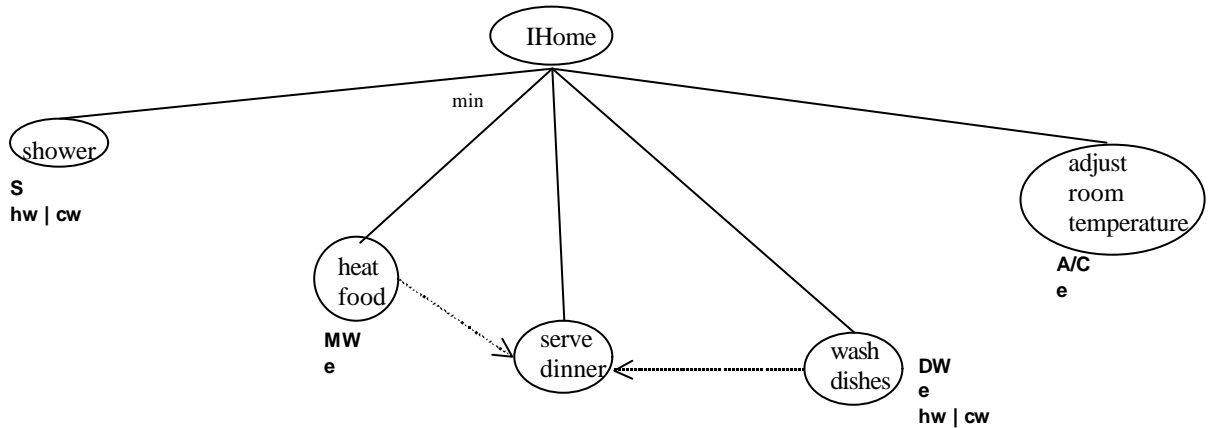 IHome
min
shower
S
hw | cw
heat
food
MW
e
serve
dinner
wash
dishes
DW
e
hw | cw
adjust
room
temperature
A/C
e